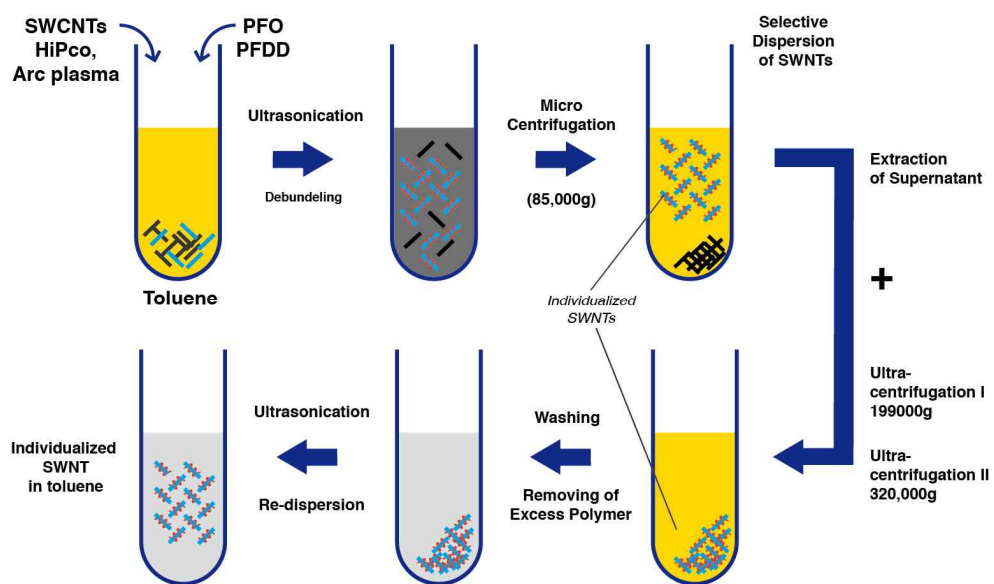 SWCNTs
HiPco,
Arc plasma
PFO
PFDD
Toluene
Ultrasonication
Debundeling
Micro
Centrifugation
(85,000g)
Selective
Dispersion
of SWNTs
Extraction
of Supernatant
+
Individualized
SWNTs
Ultra-
centrifugation I
199000g
Ultra-
centrifugation II
320,000g
Washing
Removing of
Excess Polymer
Ultrasonication
Re-dispersion
Individualized
SWNT
in toluene